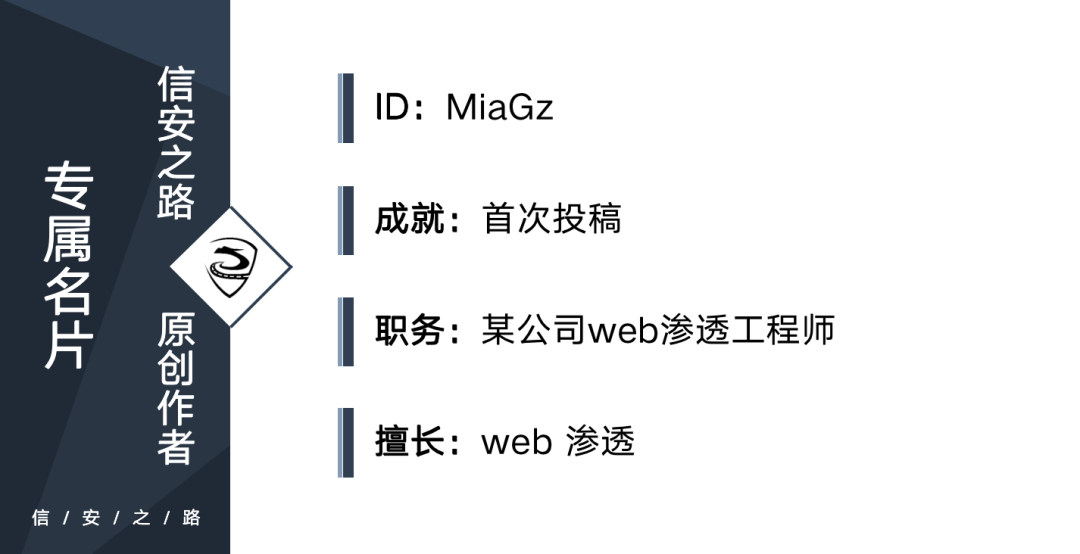 专属名片
信安之路 原创作者
信/安/之/路
ID：MiaGz
成就：首次投稿
职务：某公司web渗透工程师
擅长：web 渗透